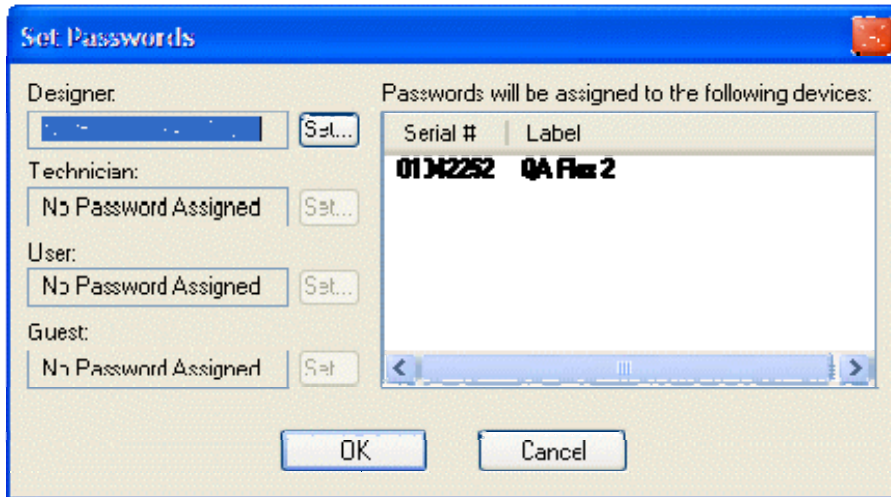 Set Passwords
Designer:
Set...
Technician:
No Password Assigned
Set...
User:
No Password Assigned
Set...
Guest:
No Password Assigned
Set
Passwords will be assigned to the following devices:
Serial # Label
QA Flex 2
OK
Cancel